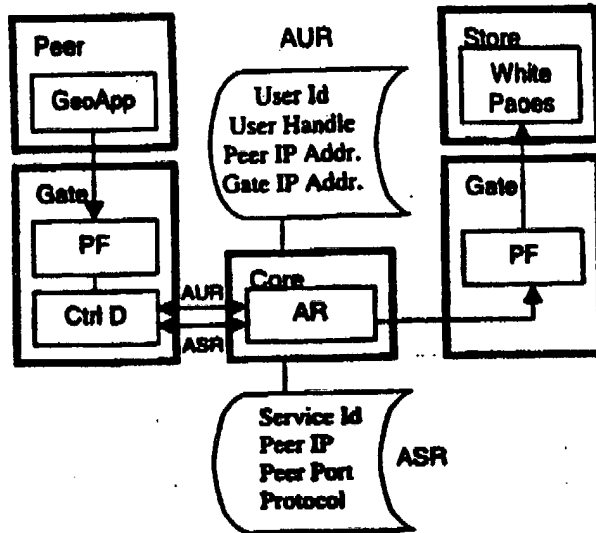 Peer
GeoApp
Gate
PF
Ctrl D
AUR
User Id
User Handle
Peer IP Addr.
Gate IP Addr.
Core
AR
AUR
ASR
Service Id
Peer IP
Peer Port
Protocol
ASR
Store
White
Pages
Gate
PF